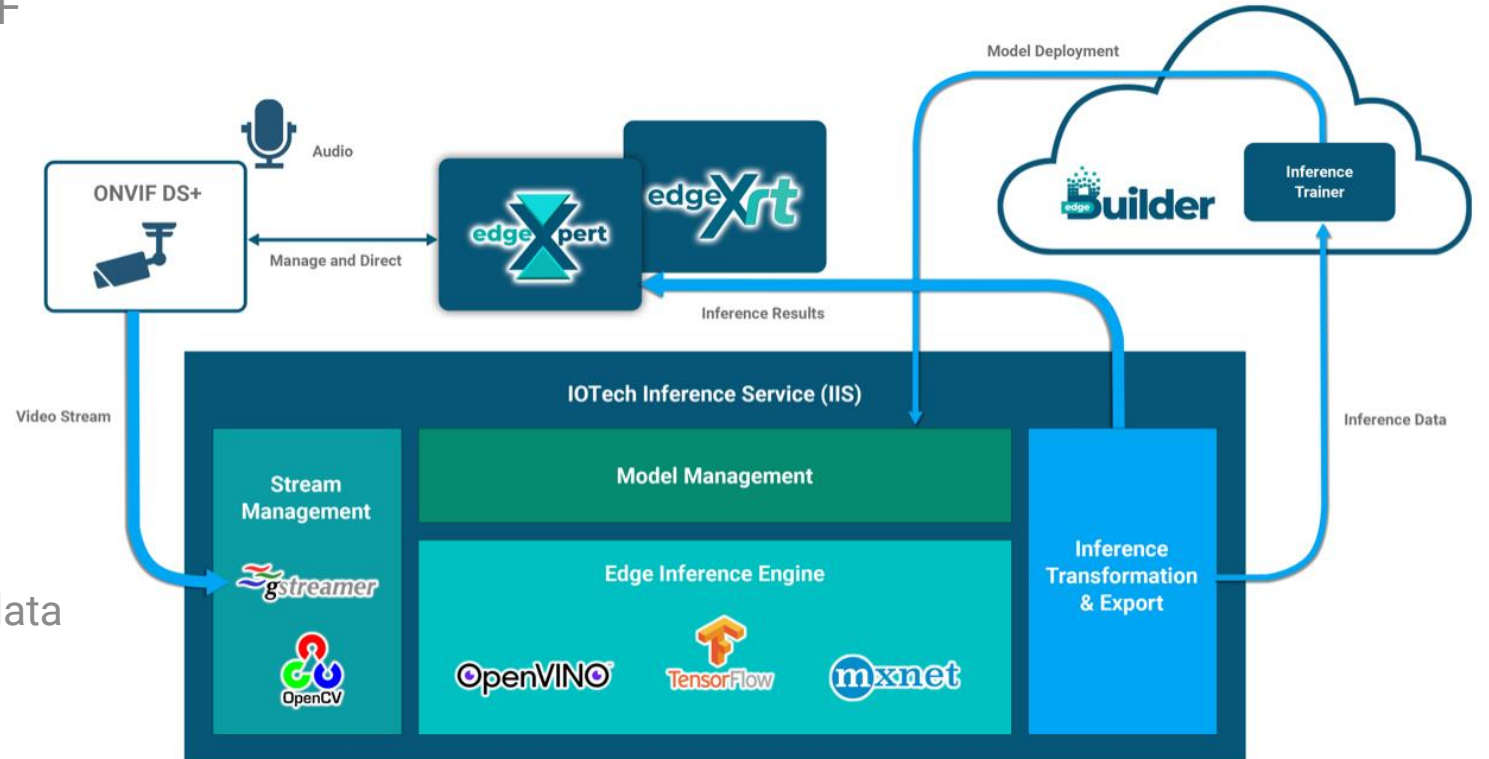 F
Model Deployment
Audio
ONVIF DS+
edgeXpert
edgeXrt
edge Builder
Inference
Trainer
Manage and Direct
Inference Results
IOTech Inference Service (IIS)
Video Stream
Inference Data
Stream
Management
gstreamer
OpenCV
Model Management
Edge Inference Engine
OpenVINO
TensorFlow
mxnet
Inference
Transformation
& Export
data